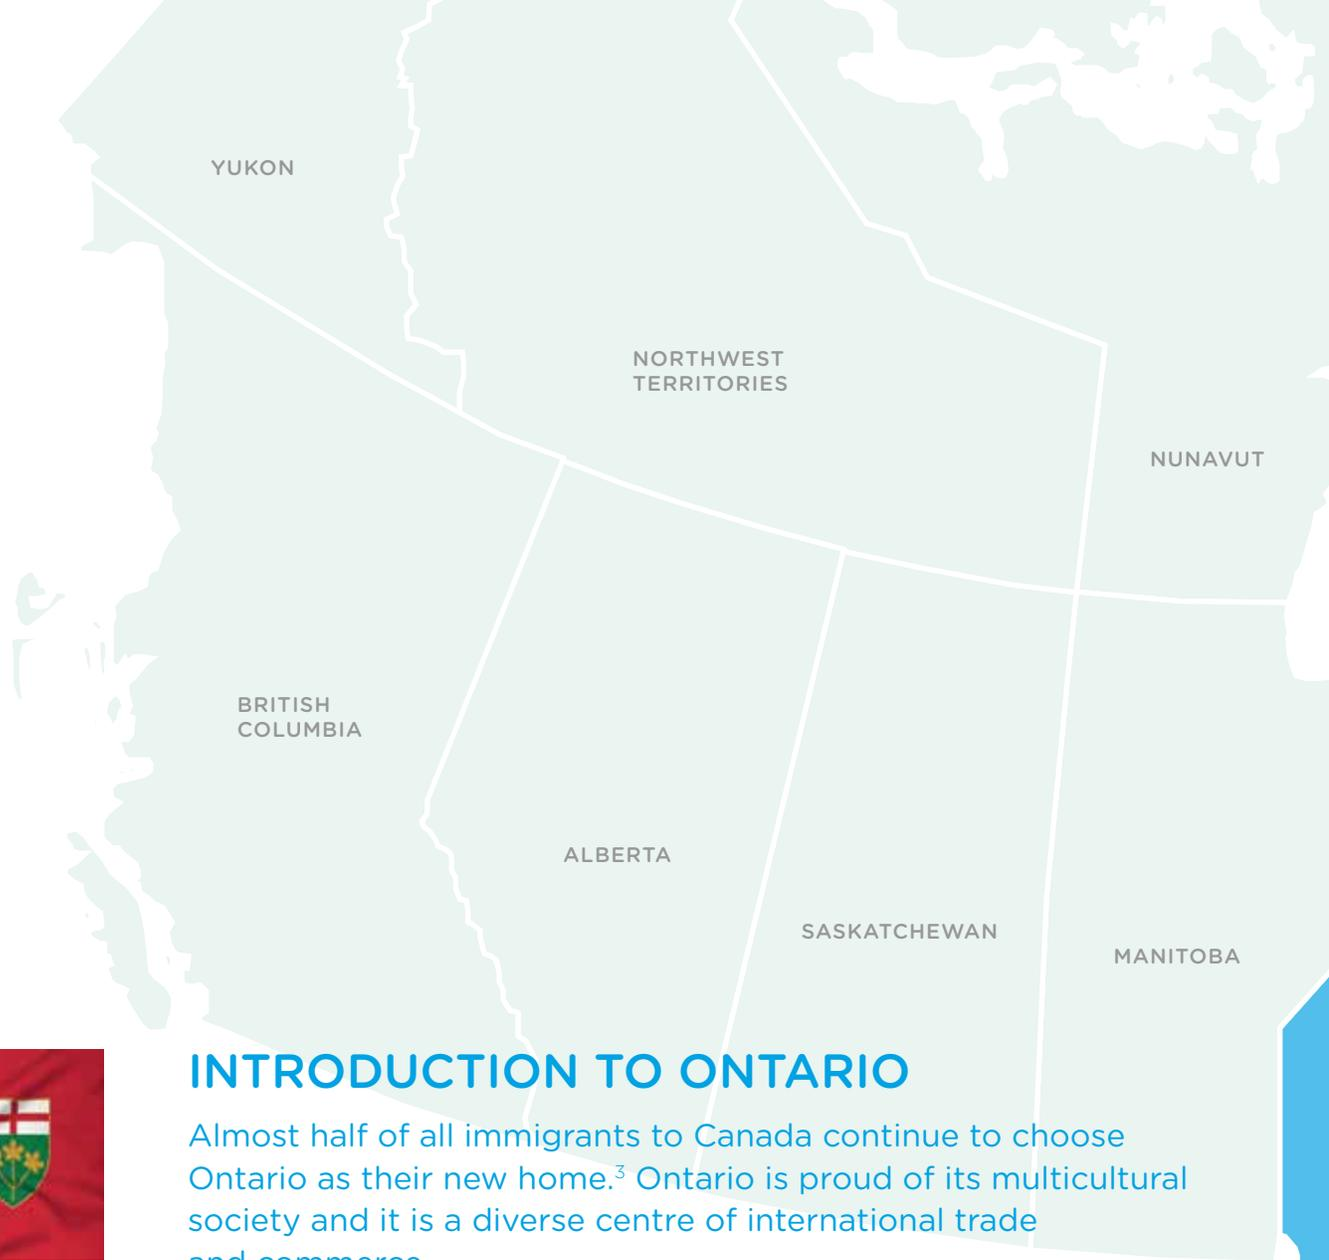 YUKON
NORTHWEST
TERRITORIES
NUNAVUT
BRITISH
COLUMBIA
ALBERTA
SASKATCHEWAN
MANITOBA
INTRODUCTION TO ONTARIO
Almost half of all immigrants to Canada continue to choose
Ontario as their new home.³ Ontario is proud of its multicultural
society and it is a diverse centre of international trade
and commerce.